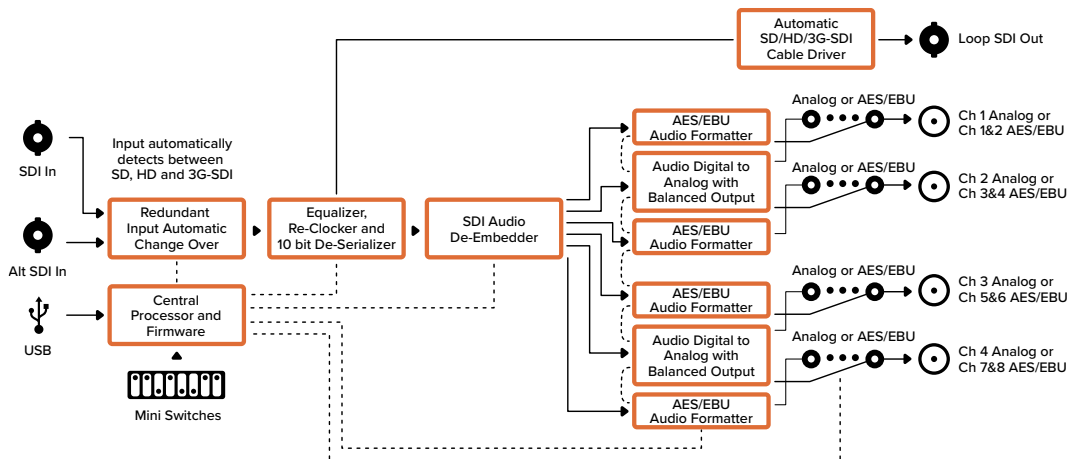 Automatic
SD/HD/3G-SDI
Cable Driver
Loop SDI Out
SDI In
Input automatically
detects between
SD, HD and 3G-SDI
Alt SDI In
Redundant
Input Automatic
Change Over
Equalizer,
Re-Clocker and
10 bit De-Serializer
SDI Audio
De-Embedder
USB
Central
Processor and
Firmware
Mini Switches
AES/EBU
Audio Formatter
Audio Digital to
Analog with
Balanced Output
AES/EBU
Audio Formatter
AES/EBU
Audio Formatter
Audio Digital to
Analog with
Balanced Output
AES/EBU
Audio Formatter
Analog or AES/EBU
Ch 1 Analog or
Ch 1&2 AES/EBU
Analog or AES/EBU
Ch 2 Analog or
Ch 3&4 AES/EBU
Analog or AES/EBU
Ch 3 Analog or
Ch 5&6 AES/EBU
Analog or AES/EBU
Ch 4 Analog or
Ch 7&8 AES/EBU